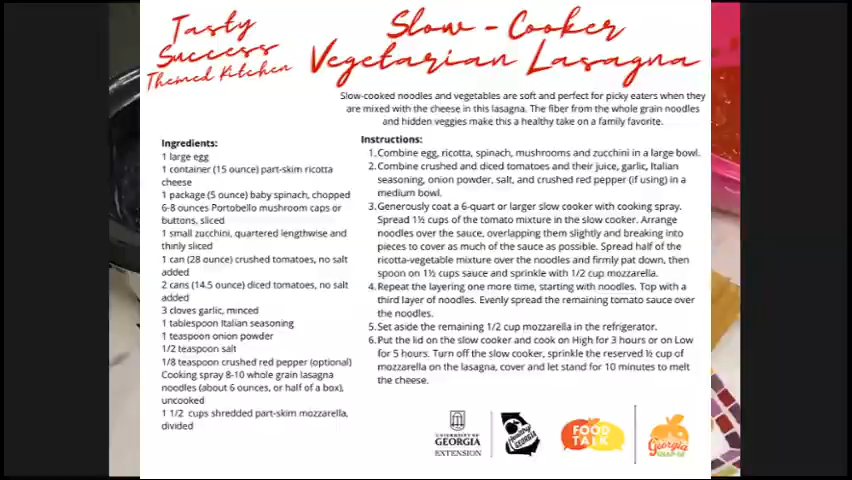 Tasty
Success
Themed Kitchen
Slow - Cooker
Vegetarian Lasagna
Slow-cooked noodles and vegetables are soft and perfect for picky eaters when they
are mixed with the cheese in this lasagna. The fiber from the whole grain noodles
and hidden veggies make this a healthy take on a family favorite.
Ingredients:
1 large egg
1 container (15 ounce) part-skim ricotta
cheese
1 package (5 ounce) baby spinach, chopped
6-8 ounces Portobello mushroom caps or
buttons, sliced
1 small zucchini, quartered lengthwise and
thinly sliced
1 can (28 ounce) crushed tomatoes, no salt
added
2 cans (14.5 ounce) diced tomatoes, no salt
added
3 cloves garlic, minced
1 tablespoon Italian seasoning
1 teaspoon onion powder
1/2 teaspoon salt
1/8 teaspoon crushed red pepper (optional)
Cooking spray 8-10 whole grain lasagna
noodles (about 6 ounces, or half of a box),
uncooked
1 1/2 cups shredded part-skim mozzarella,
divided
Instructions:
1. Combine egg, ricotta, spinach, mushrooms and zucchini in a large bowl.
2. Combine crushed and diced tomatoes and their juice, garlic, Italian
seasoning, onion powder, salt, and crushed red pepper (if using) in a
medium bowl.
3. Generously coat a 6-quart or larger slow cooker with cooking spray.
Spread 1½ cups of the tomato mixture in the slow cooker. Arrange
noodles over the sauce, overlapping them slightly and breaking into
pieces to cover as much of the sauce as possible. Spread half of the
ricotta-vegetable mixture over the noodles and firmly pat down, then
spoon on 1½ cups sauce and sprinkle with 1/2 cup mozzarella.
4. Repeat the layering one more time, starting with noodles. Top with a
third layer of noodles. Evenly spread the remaining tomato sauce over
the noodles.
5. Set aside the remaining 1/2 cup mozzarella in the refrigerator.
6. Put the lid on the slow cooker and cook on High for 3 hours or on Low
for 5 hours. Turn off the slow cooker, sprinkle the reserved ½ cup of
mozzarella on the lasagna, cover and let stand for 10 minutes to melt
the cheese.
UNIVERSITY OF
GEORGIA
EXTENSION
Healthy
GEORGIA
FOOD
TALK
Georgia
SNAP-Ed